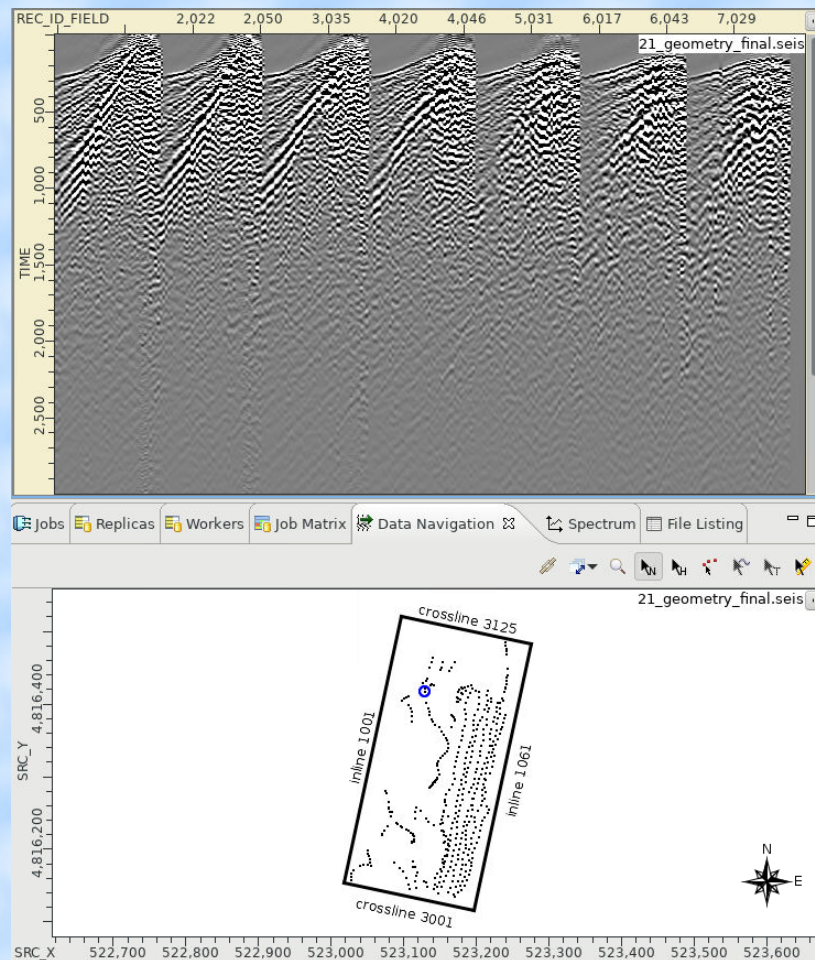 REC_ID_FIELD 2,022 2,050 3,035 4,020 4,046 5,031 6,017 6,043 7,029
21_geometry_final.seis
TIME
500
1,000
1,500
2,000
2,500
Jobs Replicas Workers Job Matrix Data Navigation Spectrum File Listing
N H T
21_geometry_final.seis
crossline 3125
4,816,400
inline 1001
SRC_Y
inline 1061
4,816,200
N
E
crossline 3001
SRC_X 522,700 522,800 522,900 523,000 523,100 523,200 523,300 523,400 523,500 523,600